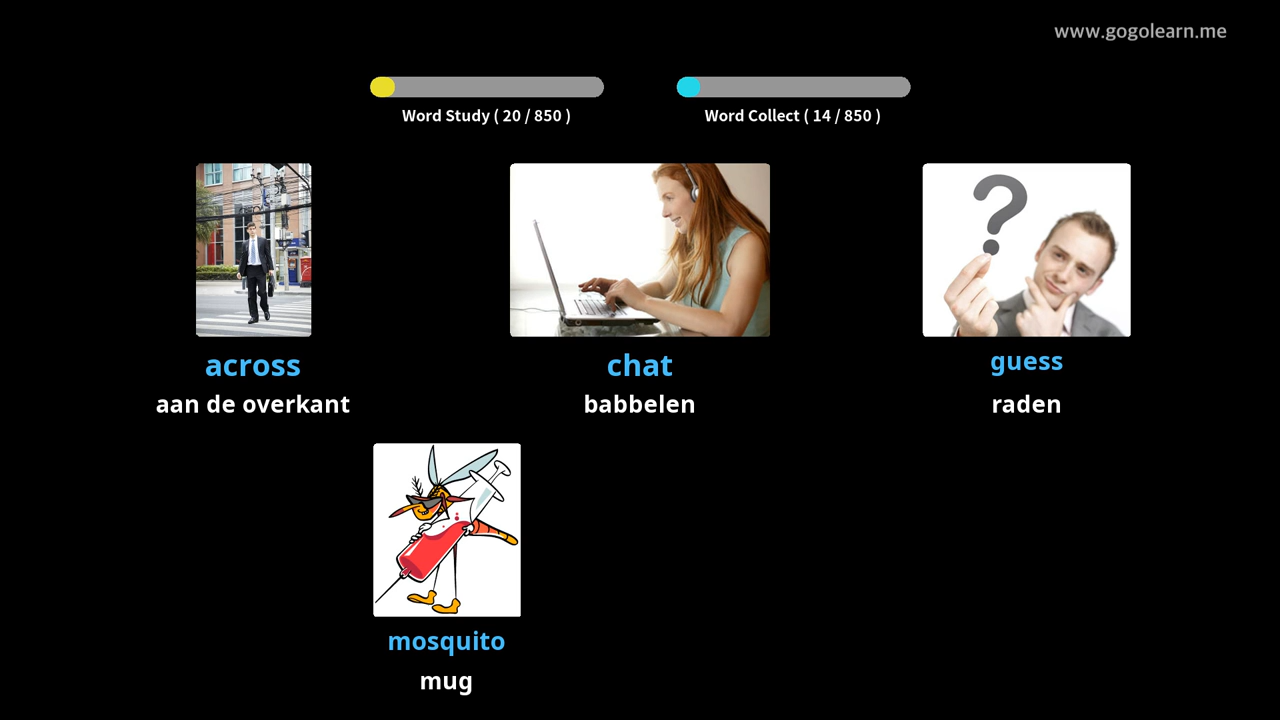 www.gogolearn.me
Word Study ( 20 / 850 )
Word Collect ( 14 / 850 )
across
aan de overkant
chat
babbelen
guess
raden
?
mosquito
mug